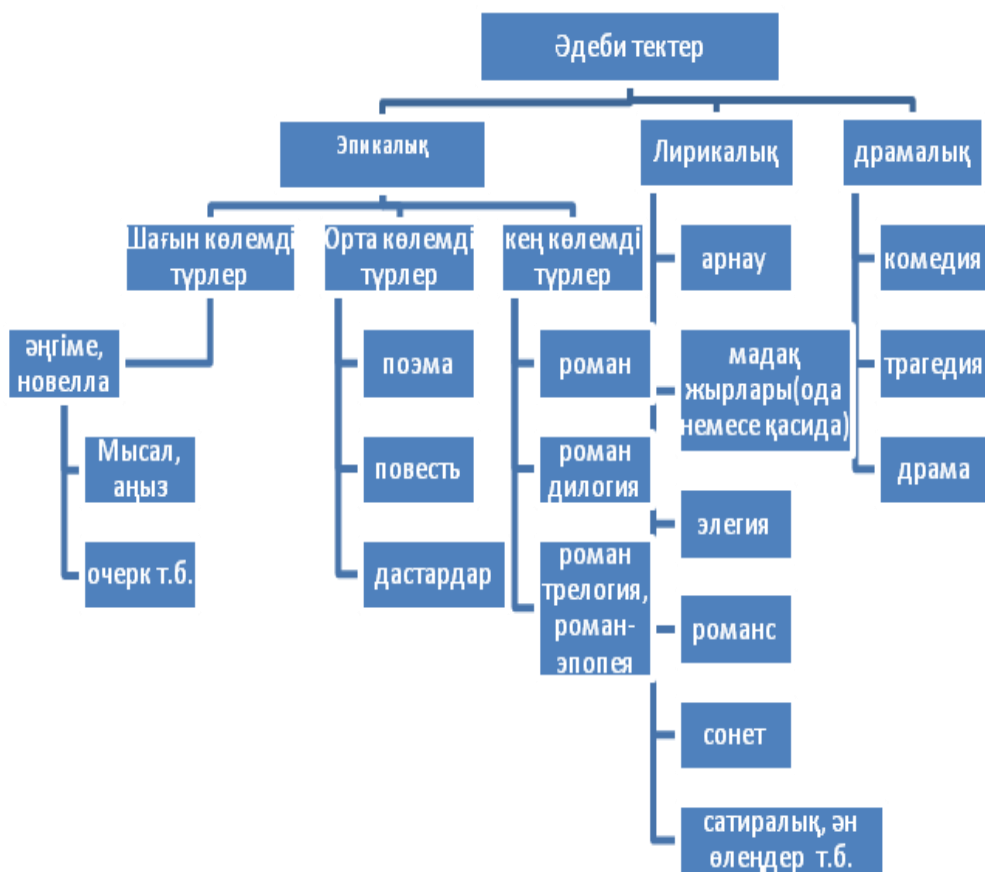 Әдеби тектер
Эпикалық
Лирикалық
драмалық
Шағын көлемді
түрлер
Орта көлемді
түрлер
кең көлемді
түрлер
әңгіме,
новелла
Мысал,
аңыз
очерк т.б.
поэма
повесть
дастардар
роман
роман
дилогия
роман
трелогия,
роман-
эпопея
арнау
мадақ
жырлары(ода
немесе қасида)
элегия
романс
сонет
сатиралық, ән
өлеңдер т.б.
комедия
трагедия
драма